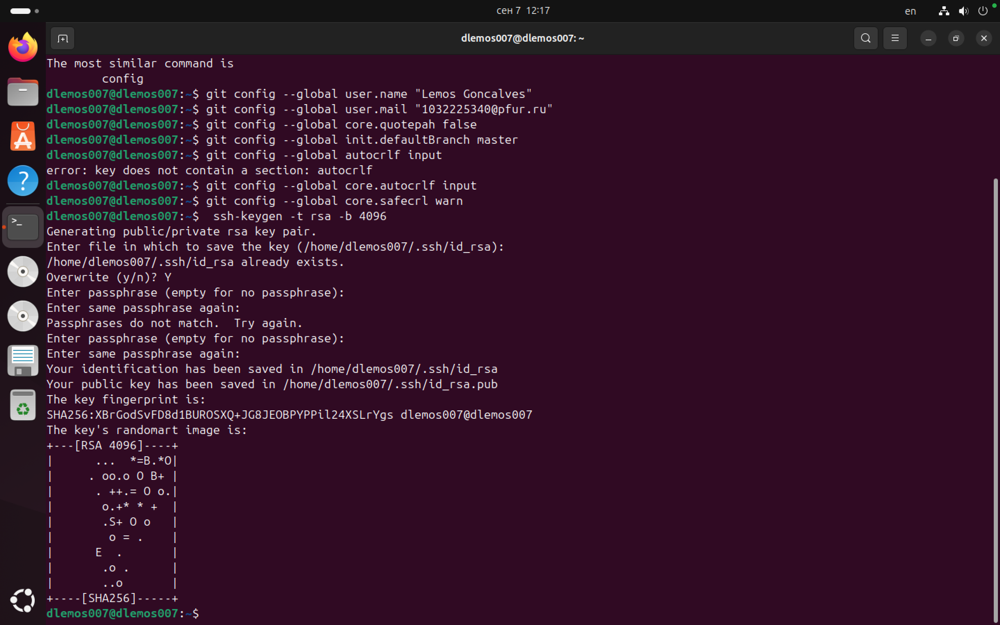 сен 7 12:17
en
dlemos007@dlemos007: ~
The most similar command is
        config
dlemos007@dlemos007:~$ git config --global user.name "Lemos Goncalves"
dlemos007@dlemos007:~$ git config --global user.mail "1032225340@pfur.ru"
dlemos007@dlemos007:~$ git config --global core.quotepah false
dlemos007@dlemos007:~$ git config --global init.defaultBranch master
dlemos007@dlemos007:~$ git config --global autocrlf input
error: key does not contain a section: autocrlf
dlemos007@dlemos007:~$ git config --global core.autocrlf input
dlemos007@dlemos007:~$ git config --global core.safecrl warn
dlemos007@dlemos007:~$  ssh-keygen -t rsa -b 4096
Generating public/private rsa key pair.
Enter file in which to save the key (/home/dlemos007/.ssh/id_rsa):
/home/dlemos007/.ssh/id_rsa already exists.
Overwrite (y/n)? Y
Enter passphrase (empty for no passphrase):
Enter same passphrase again:
Passphrases do not match.  Try again.
Enter passphrase (empty for no passphrase):
Enter same passphrase again:
Your identification has been saved in /home/dlemos007/.ssh/id_rsa
Your public key has been saved in /home/dlemos007/.ssh/id_rsa.pub
The key fingerprint is:
SHA256:XBrGodSvFD8d1BUROSXQ+JG8JEOBPYPPil24XSLrYgs dlemos007@dlemos007
The key's randomart image is:
+---[RSA 4096]----+
|      ...  *=B.*O|
|     . oo.o O B+ |
|      . ++.= O o.|
|       o.+* * +  |
|       .S+ O o   |
|        o = .    |
|      E  .       |
|       .o .      |
|       ..o       |
+----[SHA256]-----+
dlemos007@dlemos007:~$